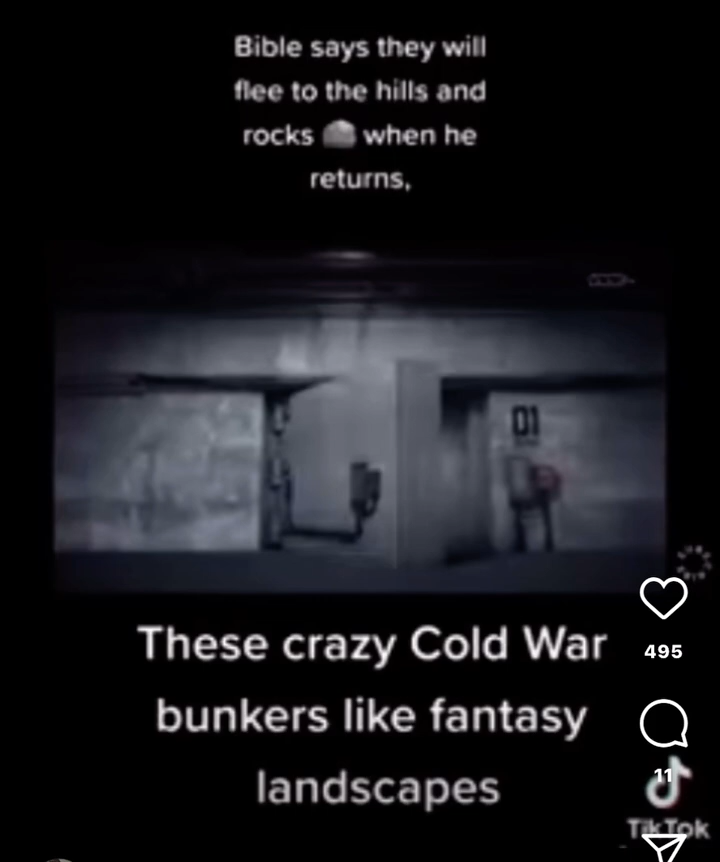 Bible says they will
flee to the hills and
rocks 🪨 when he
returns,
01
These crazy Cold War
bunkers like fantasy
landscapes
495
11
TikTok